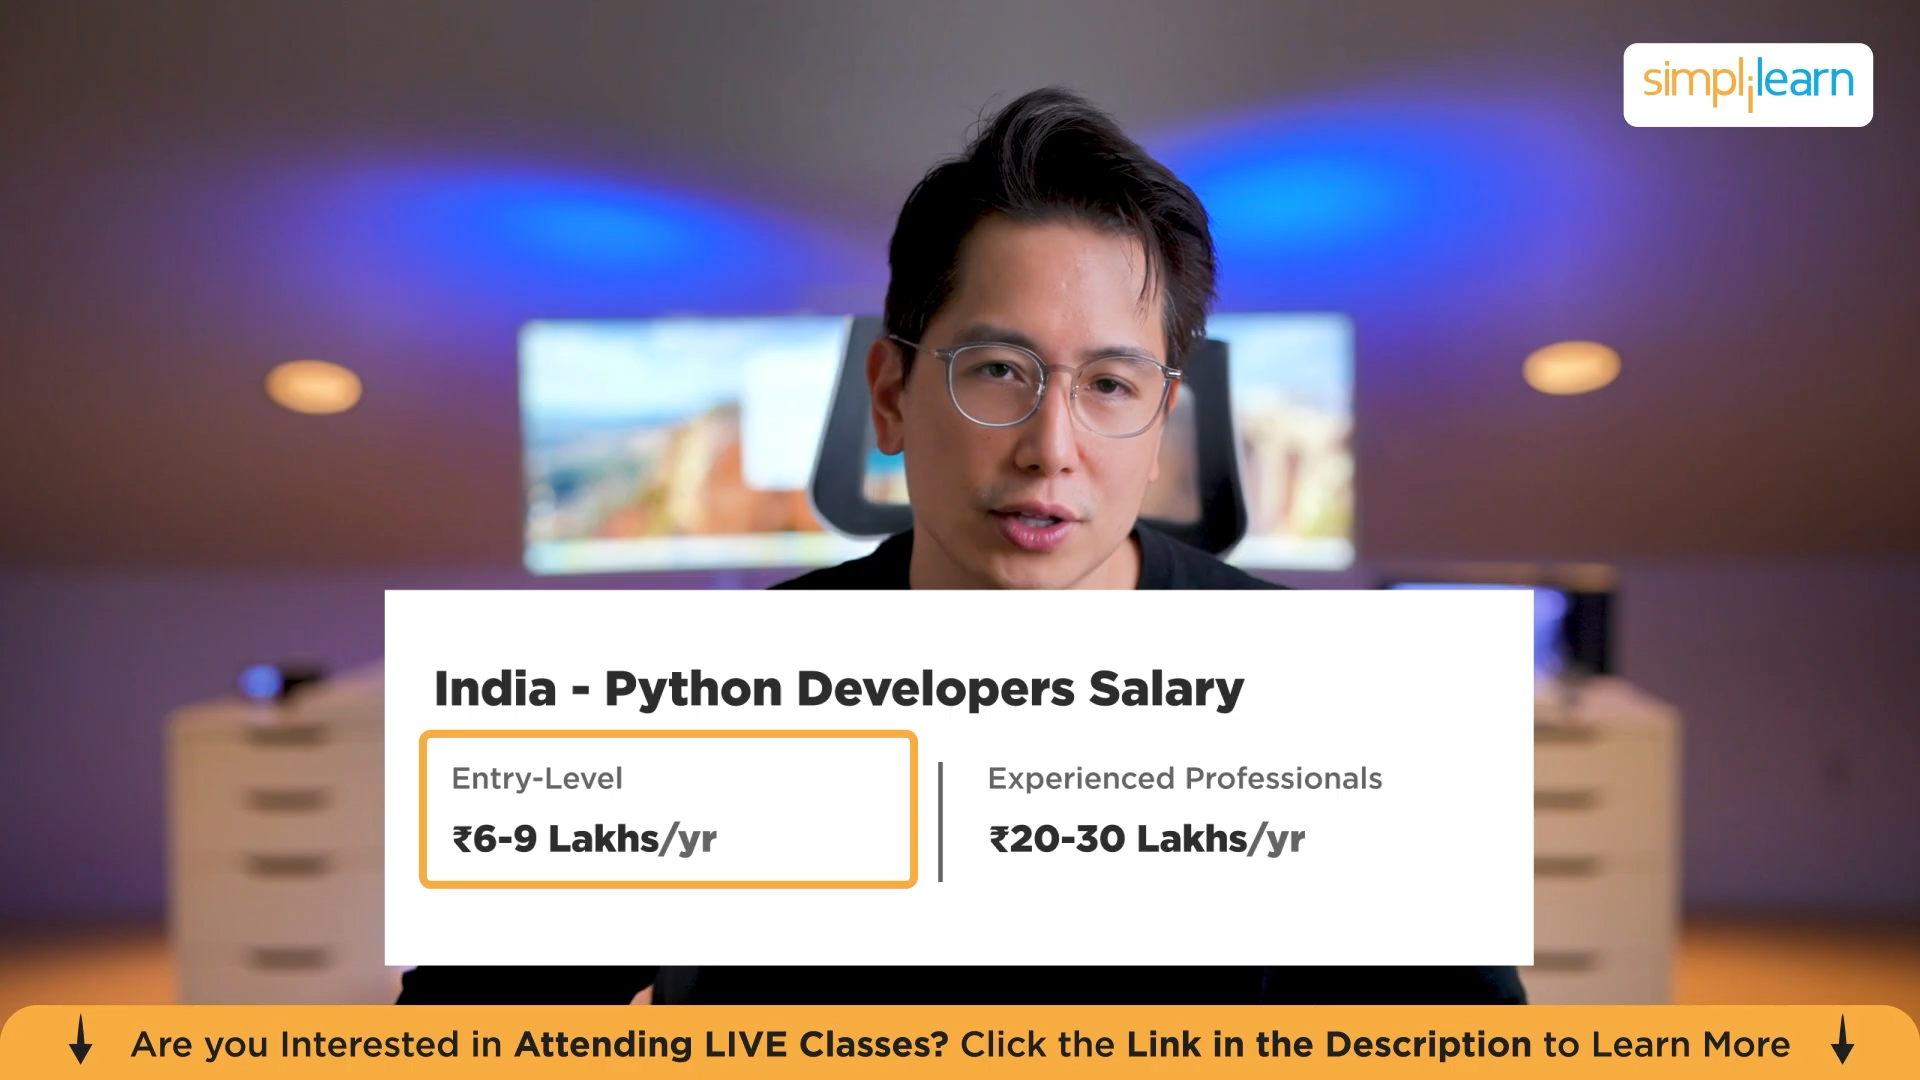 simplilearn
India - Python Developers Salary
Entry-Level
₹6-9 Lakhs/yr
Experienced Professionals
₹20-30 Lakhs/yr
Are you Interested in Attending LIVE Classes? Click the Link in the Description to Learn More